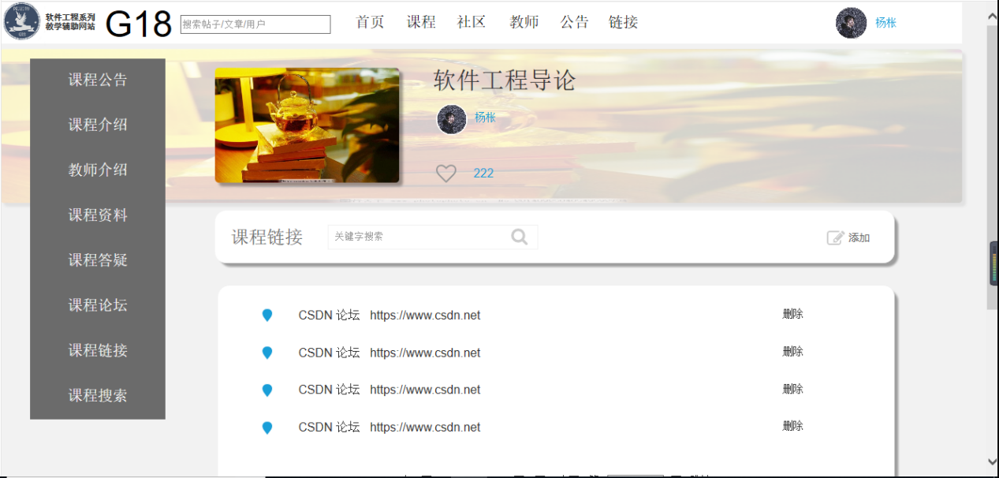 软件工程系列
教学辅助网站
G18
搜索帖子/文章/用户
首页 课程 社区 教师 公告 链接
杨枨
课程公告
课程介绍
教师介绍
课程资料
课程答疑
课程论坛
课程链接
课程搜索
软件工程导论
杨枨
222
课程链接
关键字搜索
添加
CSDN 论坛 https://www.csdn.net 删除
CSDN 论坛 https://www.csdn.net 删除
CSDN 论坛 https://www.csdn.net 删除
CSDN 论坛 https://www.csdn.net 删除